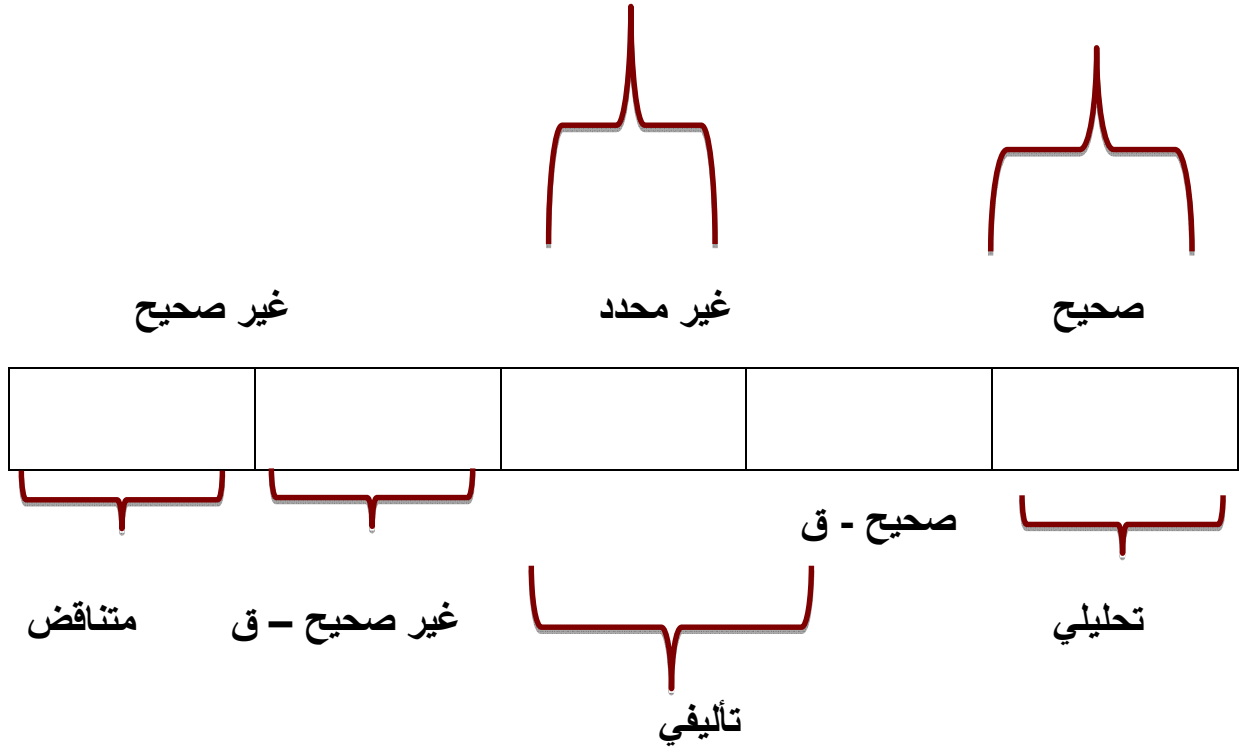 صحيح غير محدد غير صحيح
صحيح - ق
تحليلي غير صحيح – ق متناقض
تأليفي